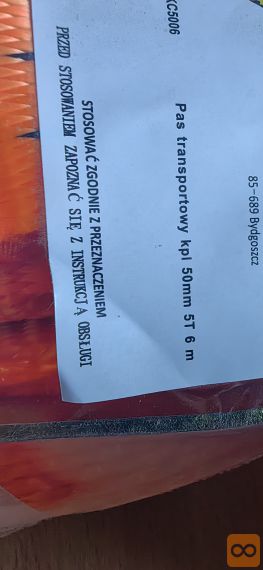 KC5006
85-689 Bydgoszcz
Pas transportowy kpl 50mm 5T 6 m
STOSOWAĆ ZGODNIE Z PRZEZNACZENIEM
PRZED STOSOWANIEM ZAPOZNAĆ SIĘ Z INSTRUKCJĄ OBSŁUGI